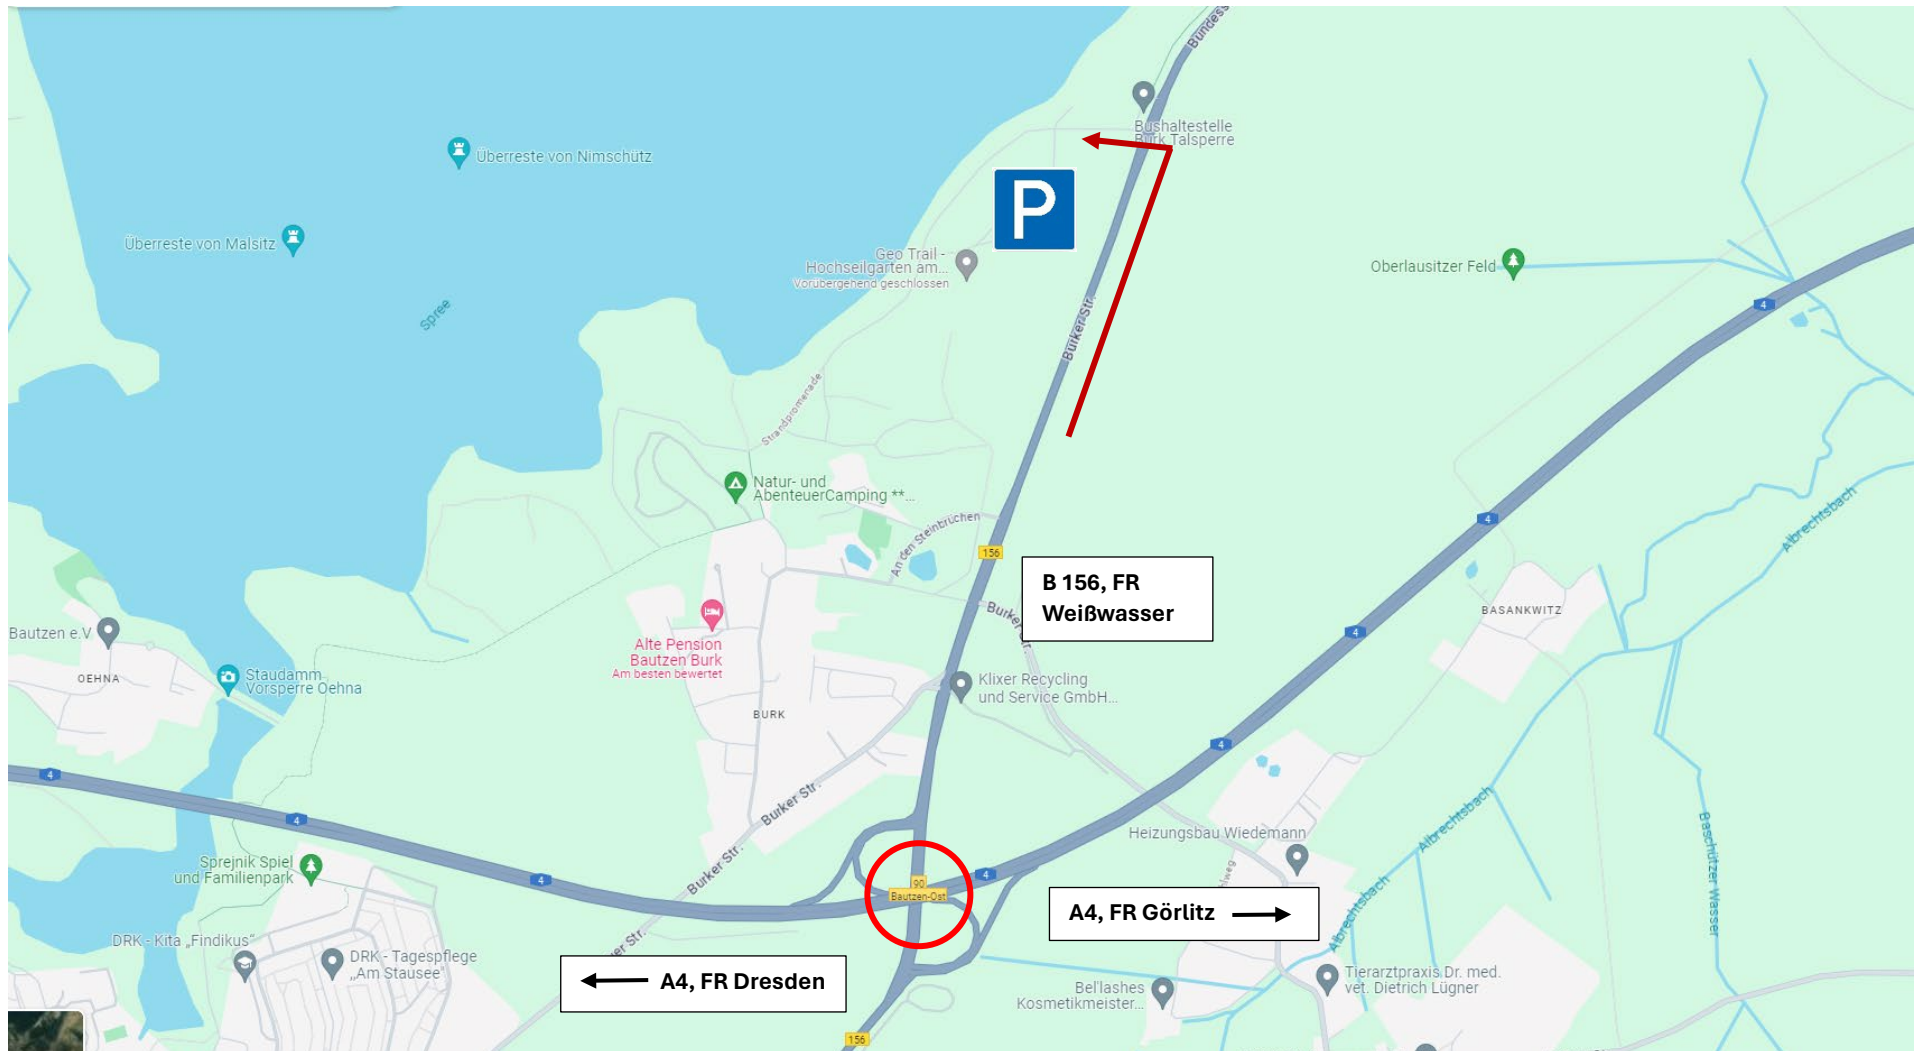 Bundess
Bushaltestelle
Burk Talsperre
Überreste von Nimschütz
P
Überreste von Malsitz
Geo Trail -
Hochseilgarten am...
Vorübergehend geschlossen
Oberlausitzer Feld
4
Spree
Burker Str.
Strandpromenade
Natur- und
AbenteuerCamping **...
An den Steinbrüchen
4
Albrechtsbach
156
B 156, FR
Weißwasser
Burker Str.
BASANKWITZ
Bautzen e.V
Alte Pension
Bautzen Burk
Am besten bewertet
4
OEHNA
Staudamm
Vorsperre Oehna
Klixer Recycling
und Service GmbH...
BURK
4
4
Burker Str.
Albrechtsbach
Baschützer Wasser
4
Heizungsbau Wiedemann
Sprejnik Spiel
und Familienpark
Burker Str.
4
90
Bautzen-Ost
4
hlweg
A4, FR Görlitz
Albrechtsbach
DRK - Kita „Findikus“
DRK - Tagespflege
„Am Stausee“
ker Str.
A4, FR Dresden
Bel'lashes
Kosmetikmeister...
Tierarztpraxis Dr. med.
vet. Dietrich Lügner
156